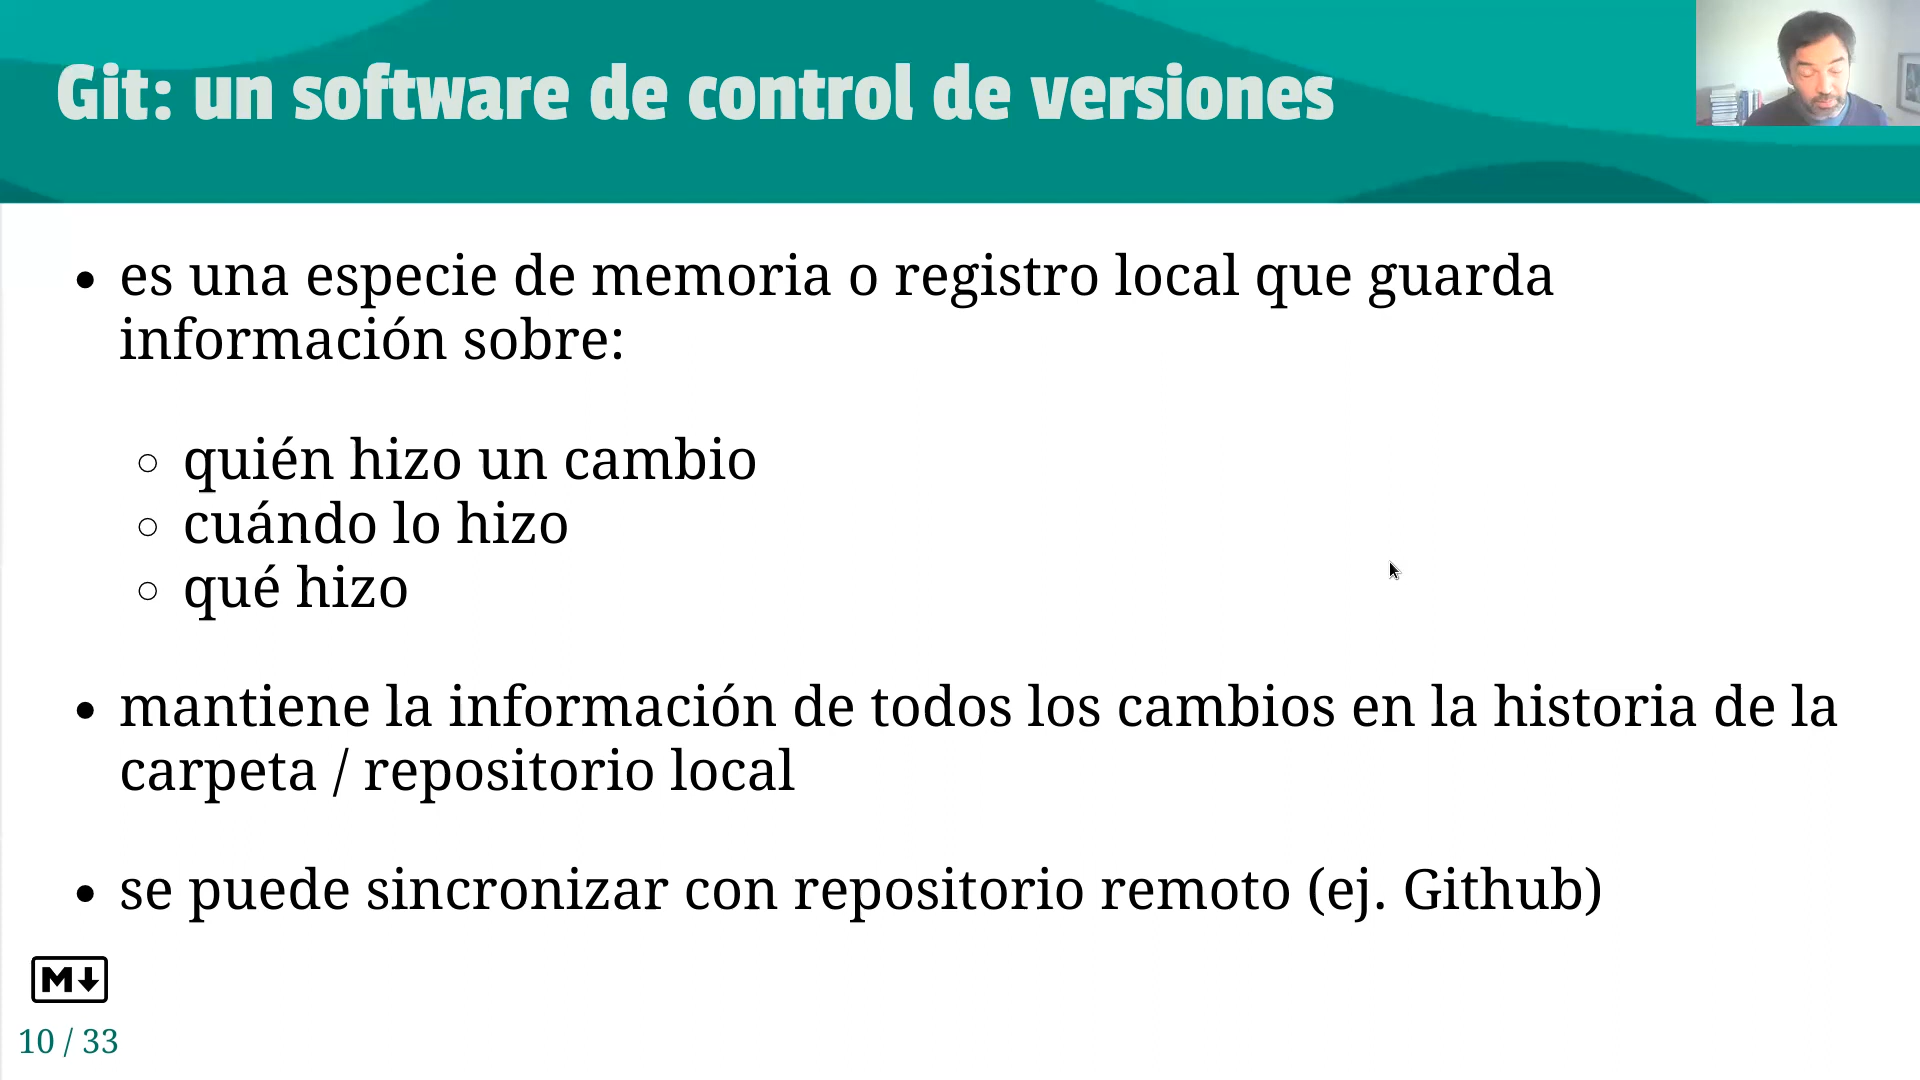 Git: un software de control de versiones
es una especie de memoria o registro local que guarda
información sobre:
quién hizo un cambio
cuándo lo hizo
qué hizo
mantiene la información de todos los cambios en la historia de la
carpeta / repositorio local
se puede sincronizar con repositorio remoto (ej. Github)
M
10 / 33